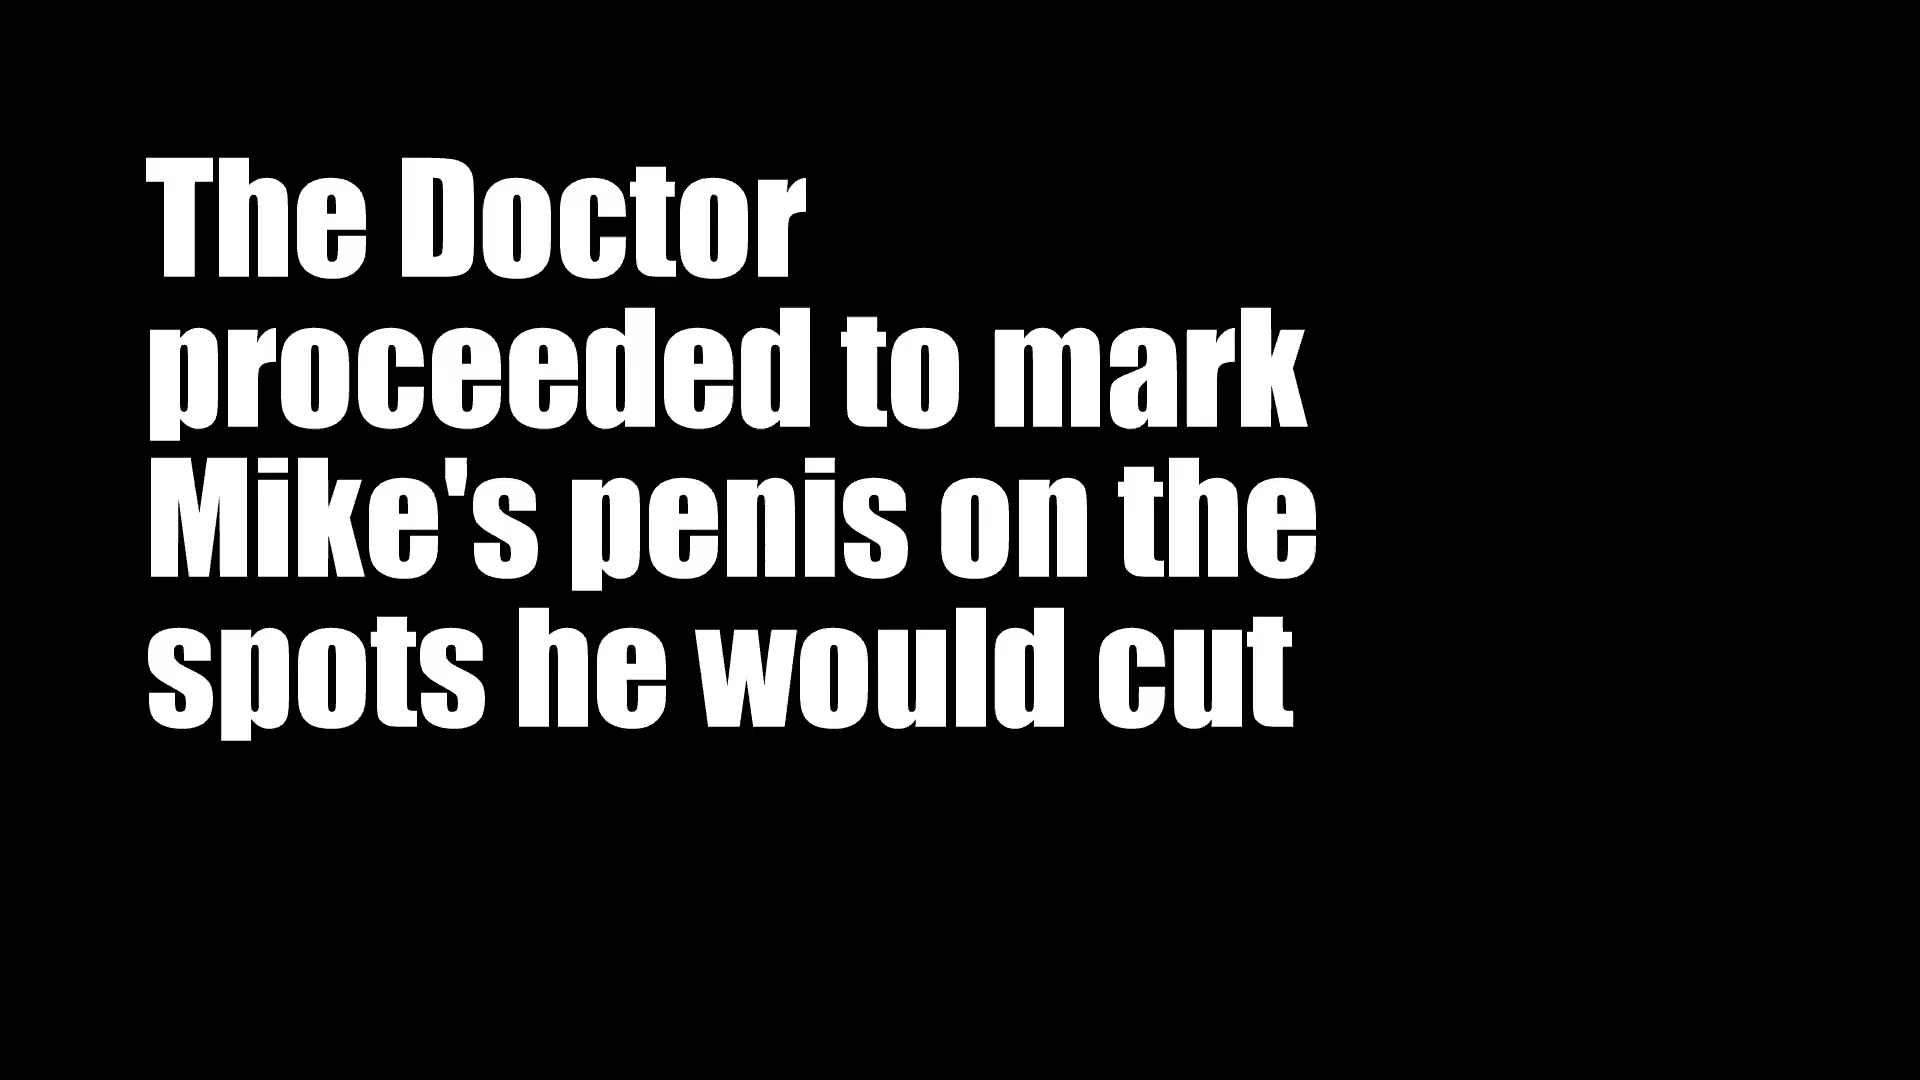 The Doctor
proceeded to mark
Mike's penis on the
spots he would cut